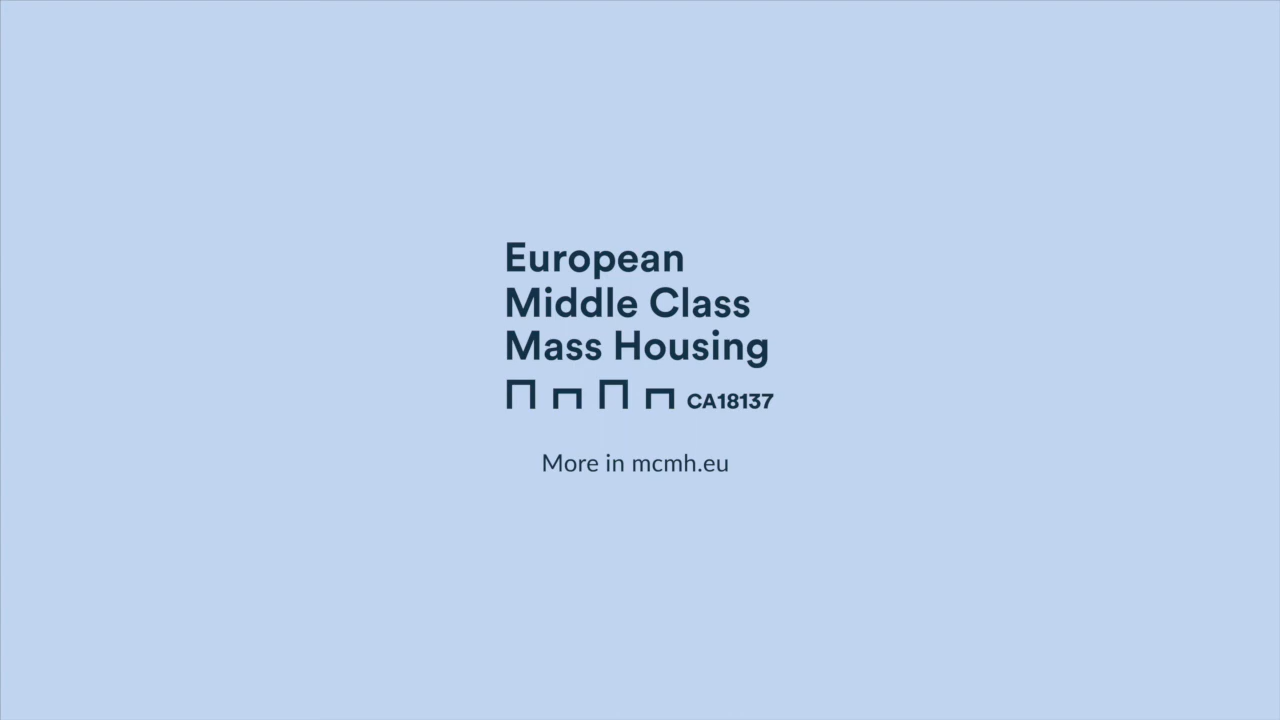 European
Middle Class
Mass Housing
CA18137
More in mcmh.eu